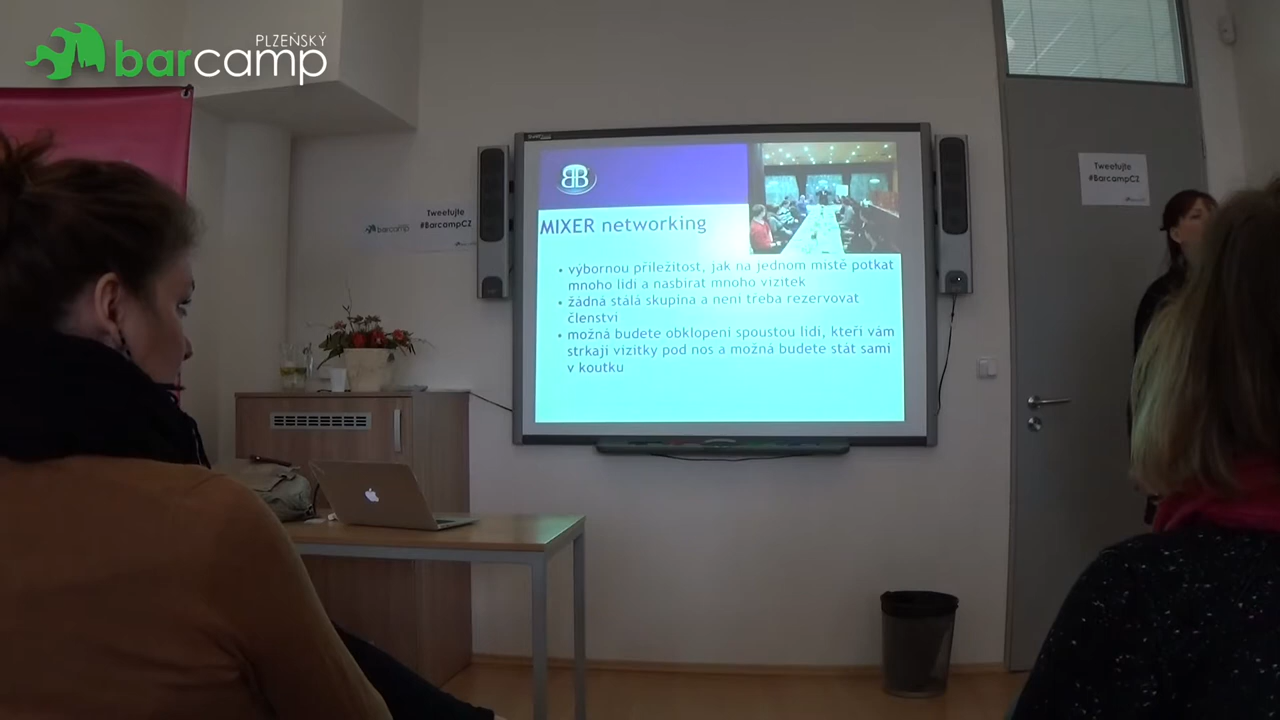 PLZEŇSKÝ
barcamp
Tweetujte
#BarcampCZ
barcamp
Tweetujte
#BarcampCZ
MIXER networking
• výbornou příležitost, jak na jednom místě potkat
mnoho lidí a nasbírat mnoho vizitek
• žádná stálá skupina a není třeba rezervovat
členství
• možná budete obklopeni spoustou lidí, kteří vám
strkají vizitky pod nos a možná budete stát sami
v koutku